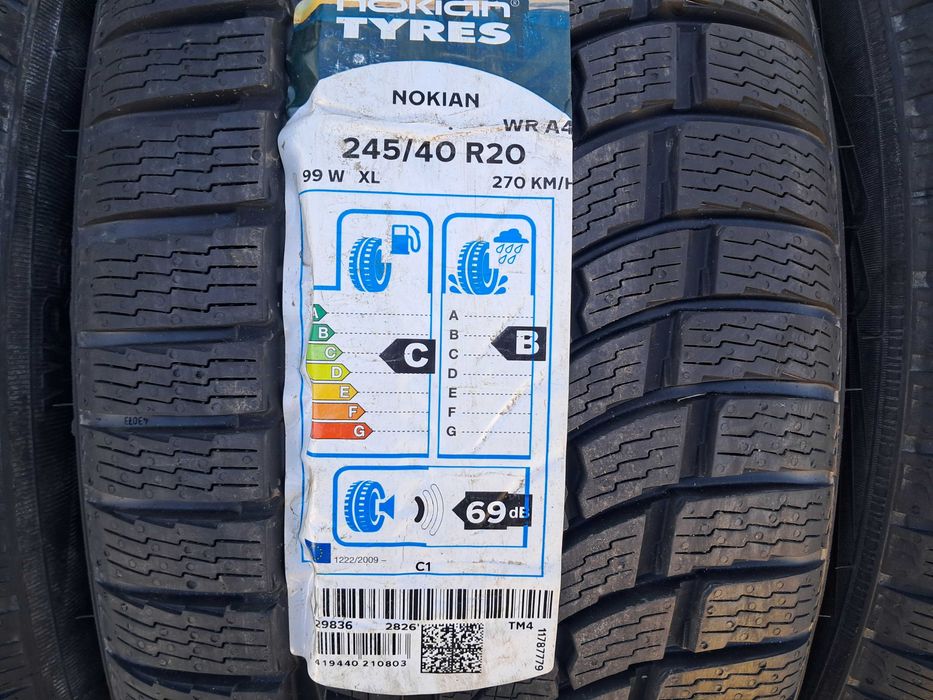 NOKIAN
TYRES
NOKIAN
WR A4
245/40 R20
99 W XL
270 KM/H
A
B
C
D
E
F
G
C
A
B
C
D
E
F
G
B
69 dB
1222/2009 –
C1
29836
TM4
419440 210803
11787779